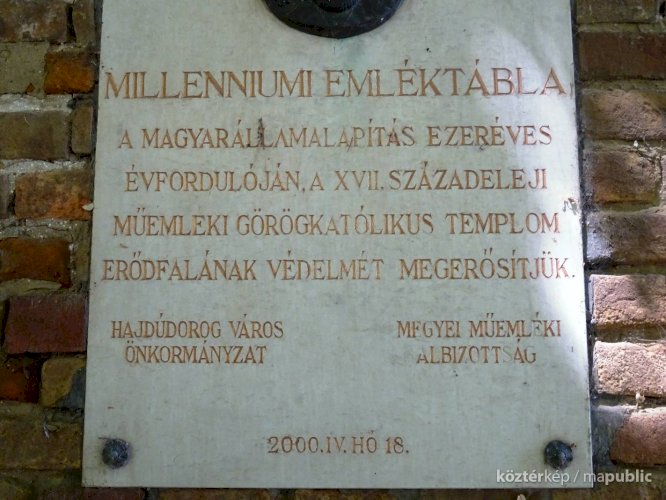 MILLENNIUMI EMLÉKTÁBLA
A MAGYARÁLLAMALAPÍTÁS EZERÉVES
ÉVFORDULÓJÁN, A XVII. SZÁZADELEJI
MŰEMLEKI GÖRÖGKATÓLIKUS TEMPLOM
ERŐDFALÁNAK VÉDELMÉT MEGERŐSÍTJÜK.
HAJDÚDOROG VÁROS
ÖNKORMÁNYZAT
MEGYEI MŰEMLÉKI
ALBIZOTTSÁG
2000.IV. HÓ 18.
köztérkép / mapublic